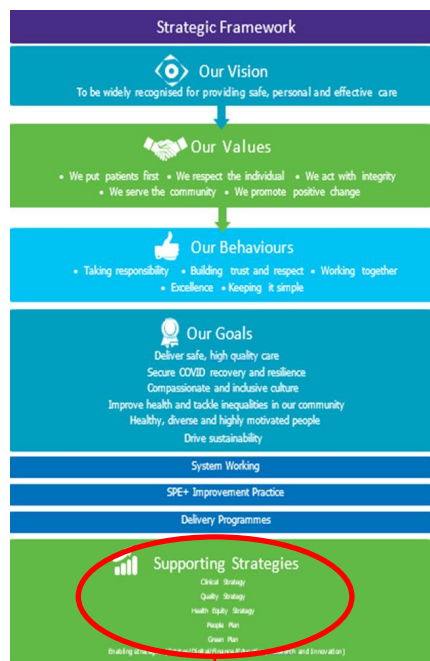 Strategic Framework
Our Vision
To be widely recognised for providing safe, personal and effective care
Our Values
• We put patients first • We respect the individual • We act with integrity
• We serve the community • We promote positive change
Our Behaviours
• Taking responsibility • Building trust and respect • Working together
• Excellence • Keeping it simple
Our Goals
Deliver safe, high quality care
Secure COVID recovery and resilience
Compassionate and inclusive culture
Improve health and tackle inequalities in our community
Healthy, diverse and highly motivated people
Drive sustainability
System Working
SPE+ Improvement Practice
Delivery Programmes
Supporting Strategies
Clinical Strategy
Quality Strategy
Health Equity Strategy
People Plan
Green Plan
Enabling and Innovation)